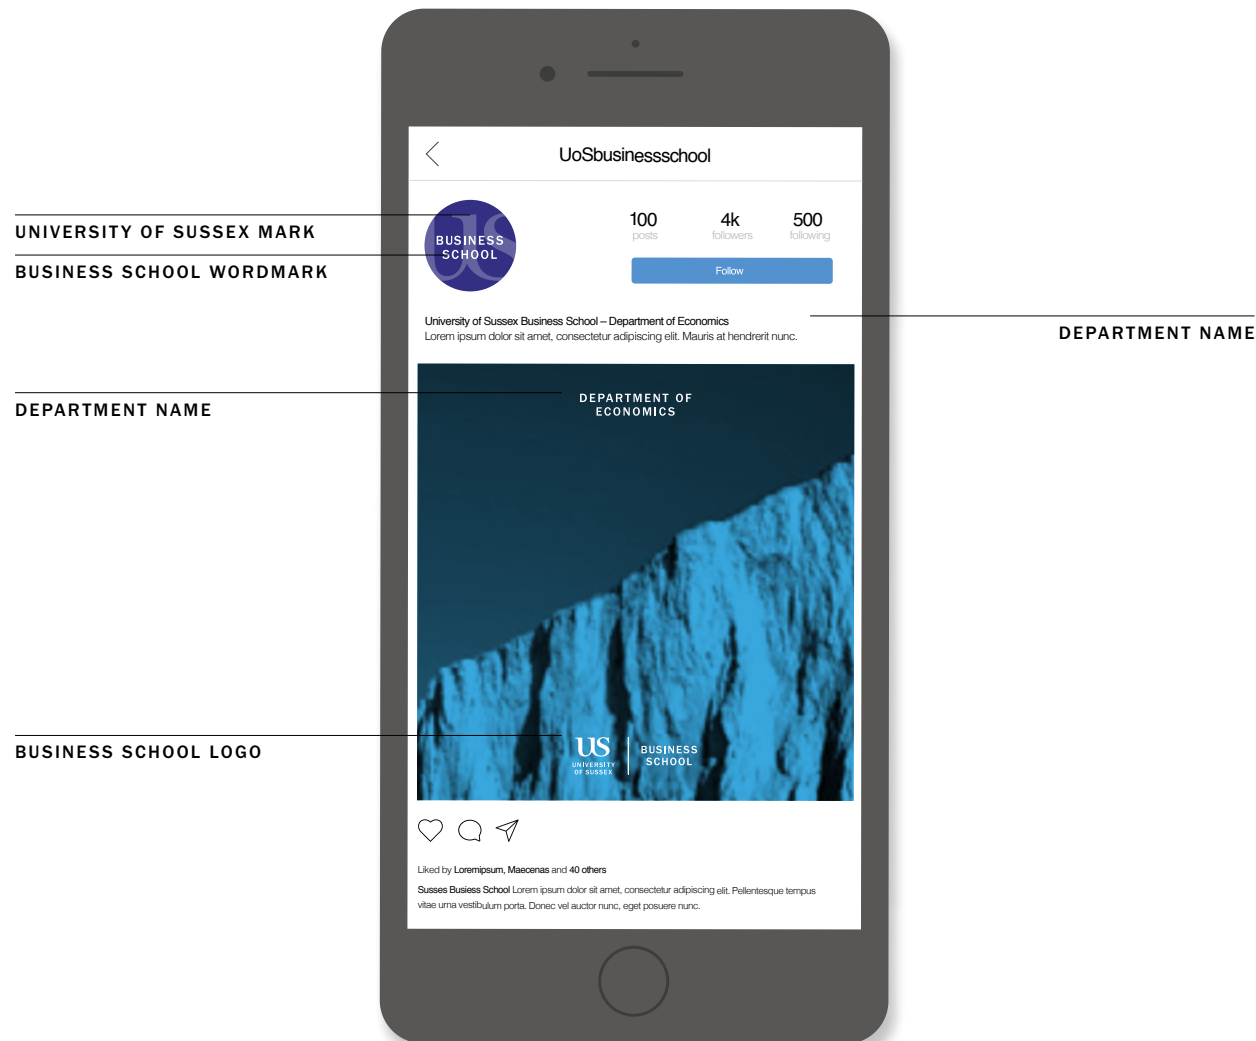 UoSbusinessschool
UNIVERSITY OF SUSSEX MARK
BUSINESS SCHOOL WORDMARK
us
BUSINESS
SCHOOL
100
posts
4k
followers
500
following
Follow
University of Sussex Business School – Department of Economics
Lorem ipsum dolor sit amet, consectetur adipiscing elit. Mauris at hendrerit nunc.
DEPARTMENT NAME
DEPARTMENT NAME
DEPARTMENT OF
ECONOMICS
BUSINESS SCHOOL LOGO
US
UNIVERSITY
OF SUSSEX
BUSINESS
SCHOOL
Liked by Loremipsum, Maecenas and 40 others
Susses Busiess School Lorem ipsum dolor sit amet, consectetur adipiscing elit. Pellentesque tempus
vitae urna vestibulum porta. Donec vel auctor nunc, eget posuere nunc.